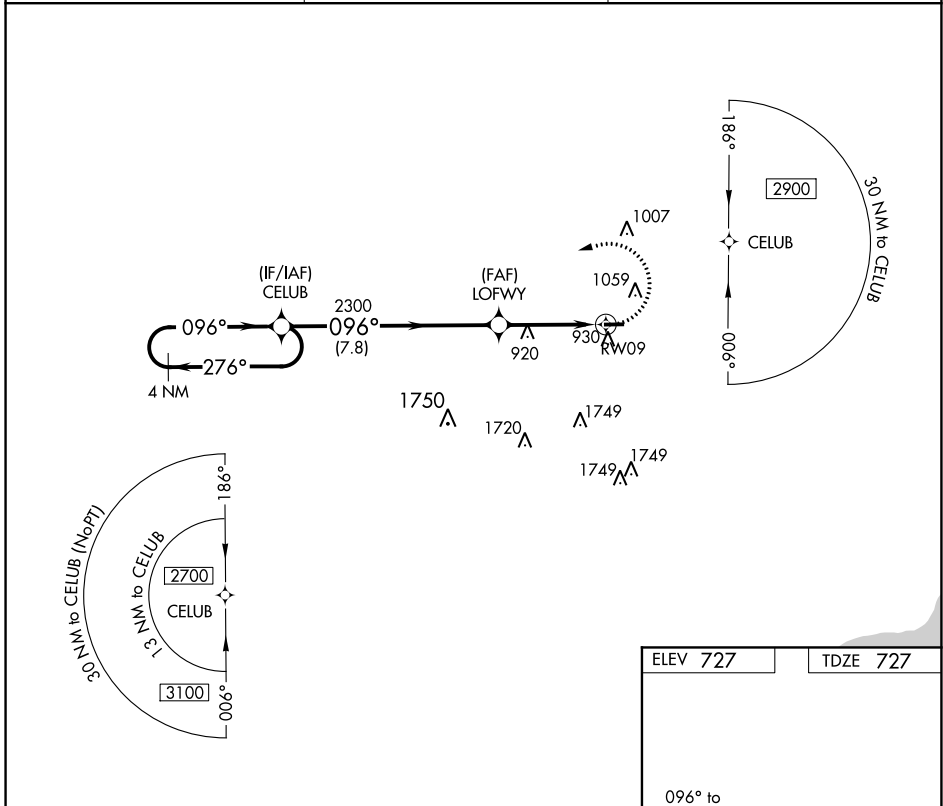 186°
2900
30 NM to CELUB
CELUB
006°
1007
(IF/IAF)
CELUB
(FAF)
LOFWY
1059
2300
096°
096°
(7.8)
930
RW09
920
276°
4 NM
1750
1749
1720
1749
1749
186°
30 NM to CELUB (NoPT)
13 NM to CELUB
2700
CELUB
3100
006°
ELEV 727
TDZE 727
096° to